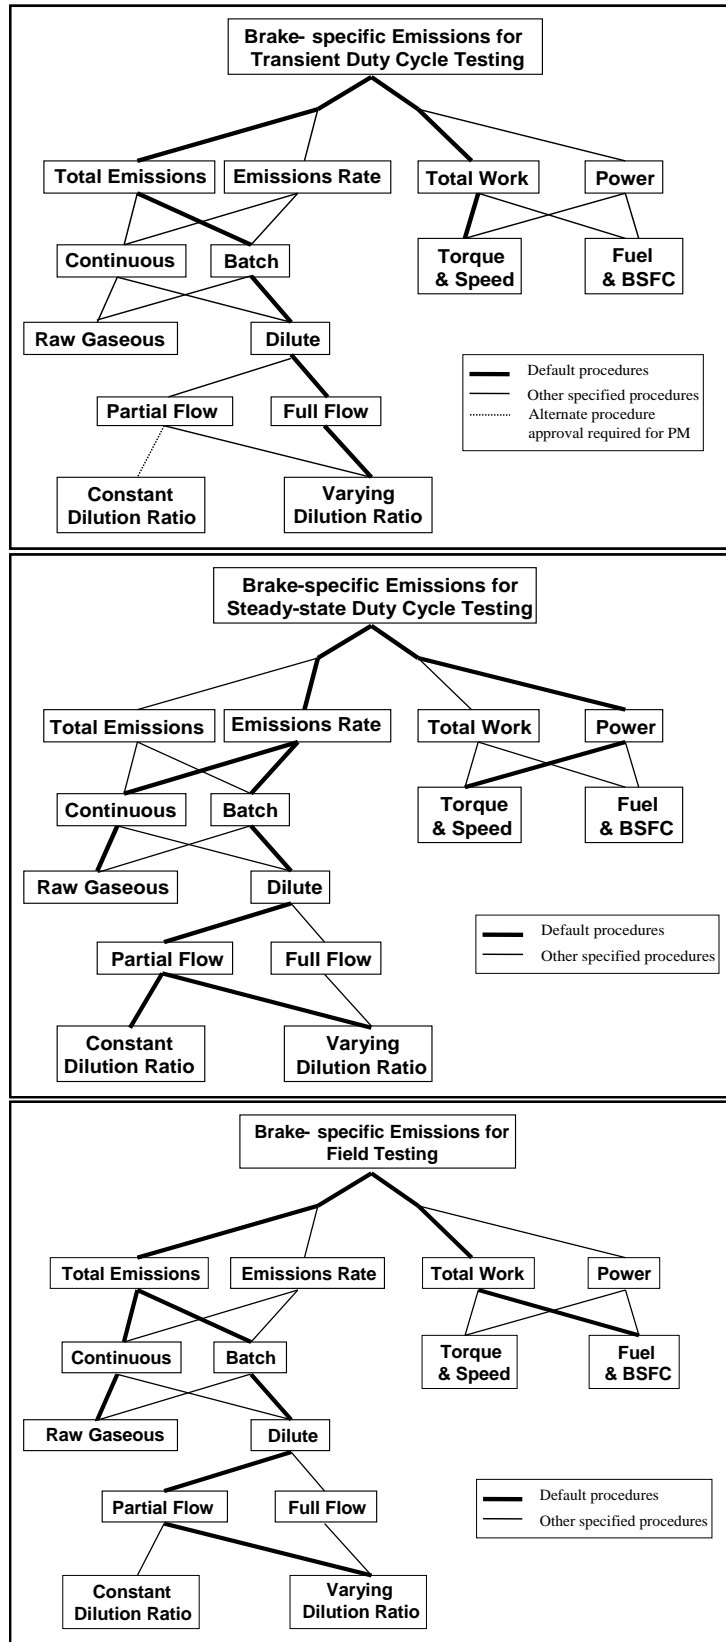 Brake- specific Emissions for
Transient Duty Cycle Testing
Total Emissions
Emissions Rate
Total Work
Power
Continuous
Batch
Torque
& Speed
Fuel
& BSFC
Raw Gaseous
Dilute
Default procedures
Other specified procedures
Alternate procedure
approval required for PM
Partial Flow
Full Flow
Constant
Dilution Ratio
Varying
Dilution Ratio
Brake-specific Emissions for
Steady-state Duty Cycle Testing
Total Emissions
Emissions Rate
Total Work
Power
Continuous
Batch
Torque
& Speed
Fuel
& BSFC
Raw Gaseous
Dilute
Default procedures
Other specified procedures
Partial Flow
Full Flow
Constant
Dilution Ratio
Varying
Dilution Ratio
Brake- specific Emissions for
Field Testing
Total Emissions
Emissions Rate
Total Work
Power
Continuous
Batch
Torque
& Speed
Fuel
& BSFC
Raw Gaseous
Dilute
Default procedures
Other specified procedures
Partial Flow
Full Flow
Constant
Dilution Ratio
Varying
Dilution Ratio